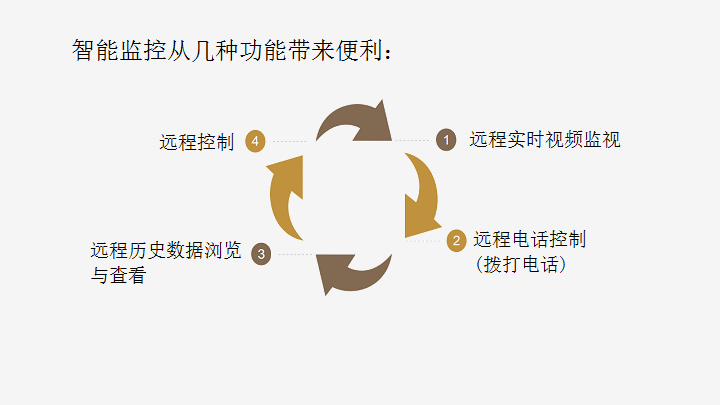 智能监控从几种功能带来便利：
4
远程控制
1
远程实时视频监视
2
远程电话控制
(拨打电话)
3
远程历史数据浏览
与查看